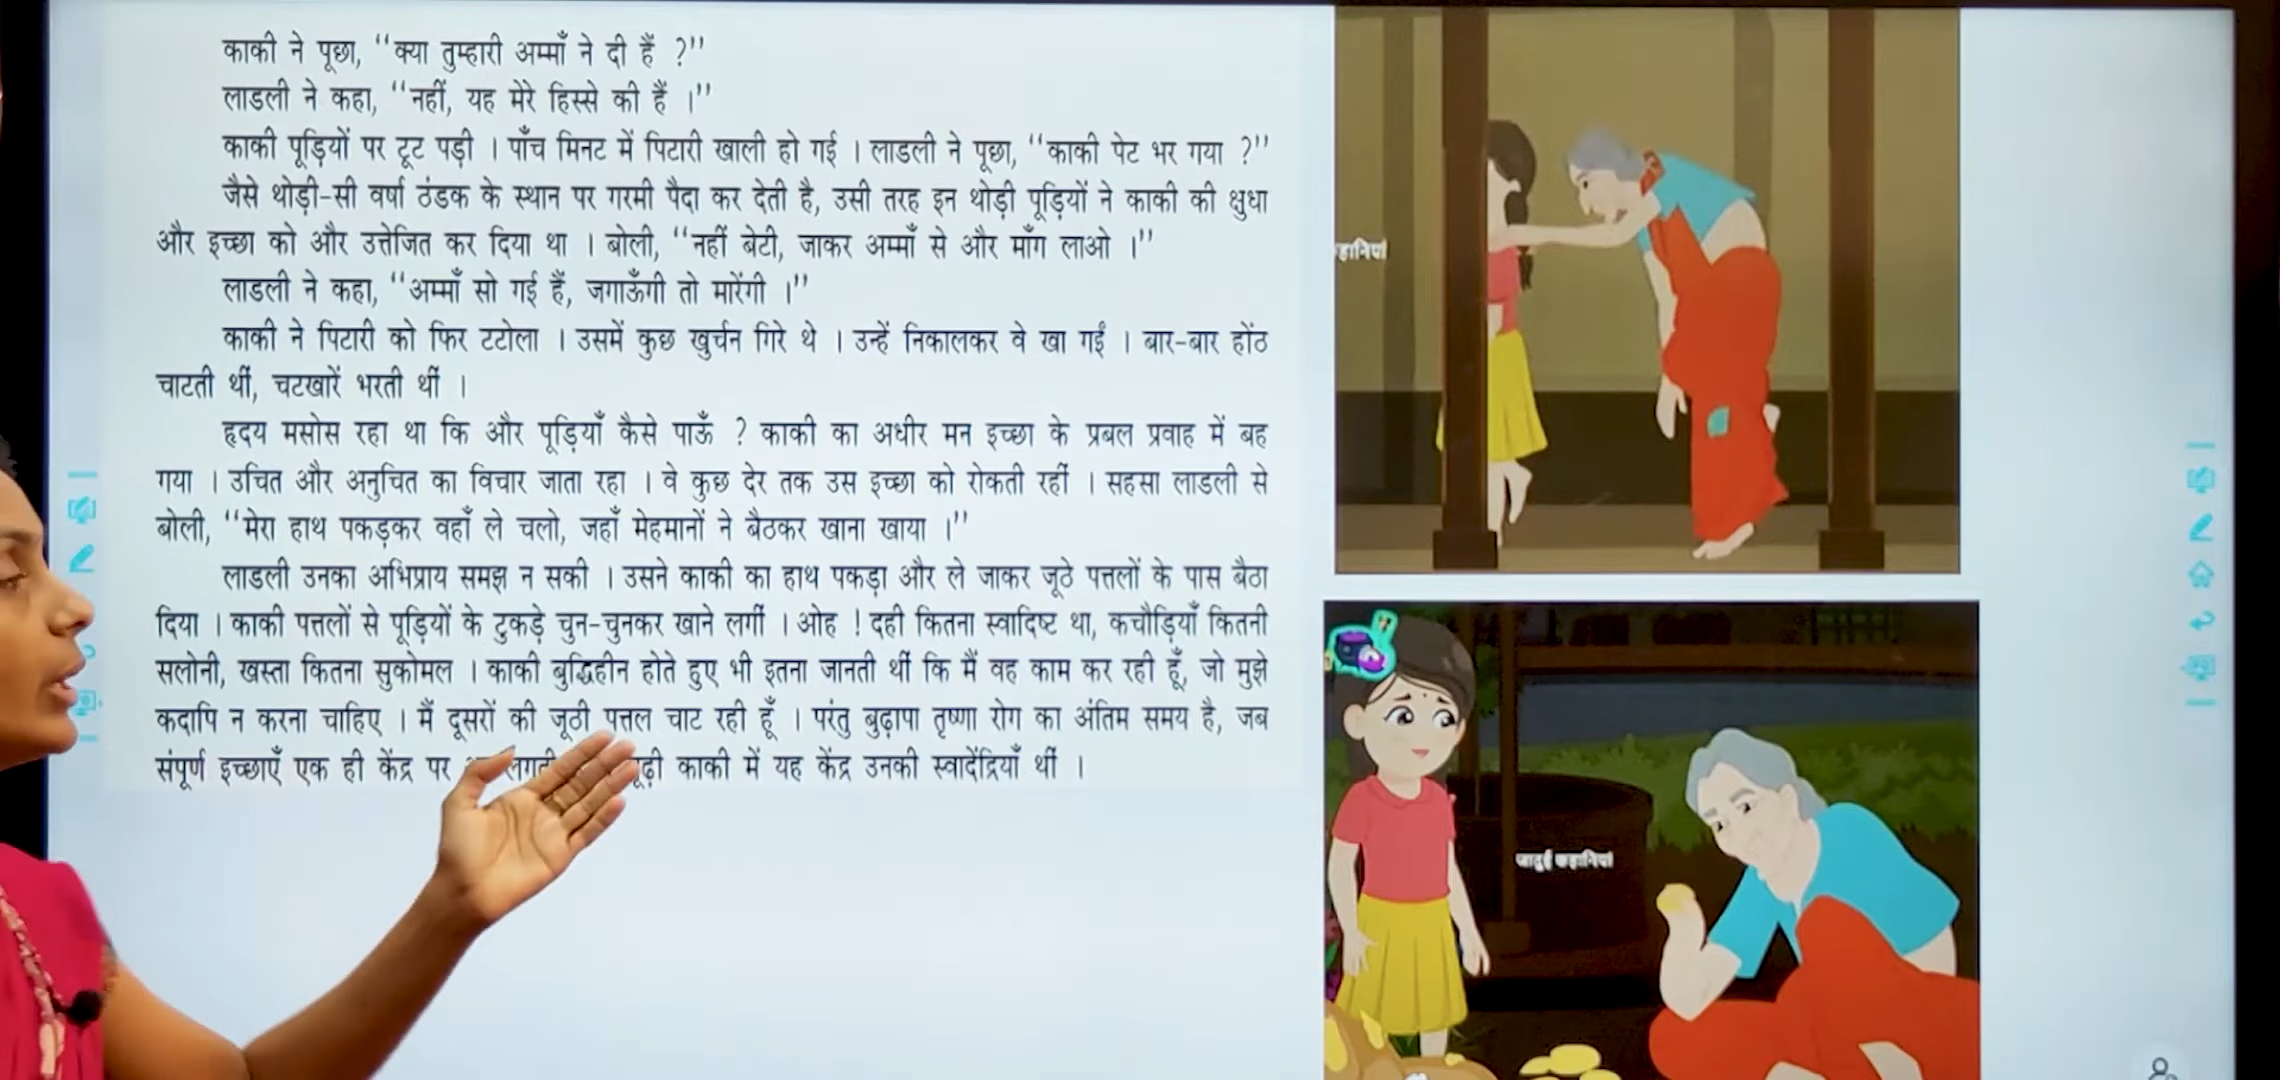 काकी ने पूछा, ‘‘क्या तुम्हारी अम्माँ ने दी हैं ?’’
लाडली ने कहा, ‘‘नहीं, यह मेरे हिस्से की हैं ।’’
काकी पूड़ियों पर टूट पड़ी । पाँच मिनट में पिटारी खाली हो गई । लाडली ने पूछा, ‘‘काकी पेट भर गया ?’’
जैसे थोड़ी-सी वर्षा ठंडक के स्थान पर गरमी पैदा कर देती है, उसी तरह इन थोड़ी पूड़ियों ने काकी की क्षुधा
और इच्छा को और उत्तेजित कर दिया था । बोली, ‘‘नहीं बेटी, जाकर अम्माँ से और माँग लाओ ।’’
लाडली ने कहा, ‘‘अम्माँ सो गई हैं, जगाऊँगी तो मारेंगी ।’’
काकी ने पिटारी को फिर टटोला । उसमें कुछ खुर्चन गिरे थे । उन्हें निकालकर वे खा गईं । बार-बार होंठ
चाटती थीं, चटखारें भरती थीं ।
हृदय मसोस रहा था कि और पूड़ियाँ कैसे पाऊँ ? काकी का अधीर मन इच्छा के प्रबल प्रवाह में बह
गया । उचित और अनुचित का विचार जाता रहा । वे कुछ देर तक उस इच्छा को रोकती रहीं । सहसा लाडली से
बोली, ‘‘मेरा हाथ पकड़कर वहाँ ले चलो, जहाँ मेहमानों ने बैठकर खाना खाया ।’’
लाडली उनका अभिप्राय समझ न सकी । उसने काकी का हाथ पकड़ा और ले जाकर जूठे पत्तलों के पास बैठा
दिया । काकी पत्तलों से पूड़ियों के टुकड़े चुन-चुनकर खाने लगीं । ओह ! दही कितना स्वादिष्ट था, कचौड़ियाँ कितनी
सलोनी, खस्ता कितना सुकोमल । काकी बुद्धिहीन होते हुए भी इतना जानती थीं कि मैं वह काम कर रही हूँ, जो मुझे
कदापि न करना चाहिए । मैं दूसरों की जूठी पत्तल चाट रही हूँ । परंतु बुढ़ापा तृष्णा रोग का अंतिम समय है, जब
संपूर्ण इच्छाएँ एक ही केंद्र पर काकी में यह केंद्र उनकी स्वादेंद्रियाँ थीं ।
जादुई कहानियां